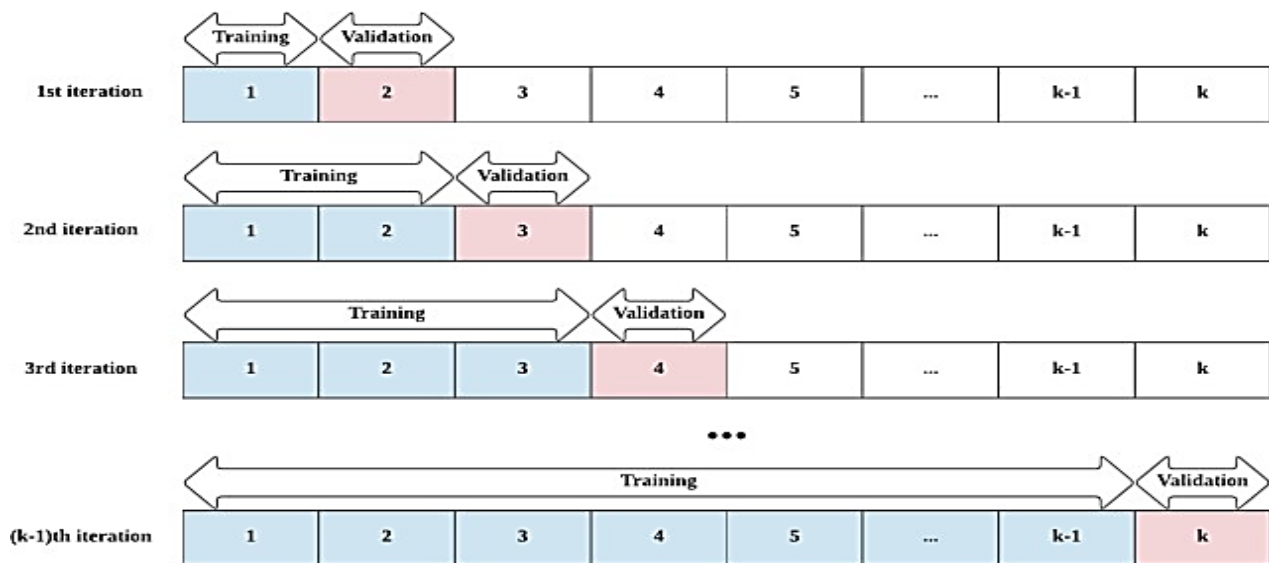 Training Validation
1st iteration 1 2 3 4 5 ... k-1 k
Training Validation
2nd iteration 1 2 3 4 5 ... k-1 k
Training Validation
3rd iteration 1 2 3 4 5 ... k-1 k
...
Training Validation
(k-1)th iteration 1 2 3 4 5 ... k-1 k